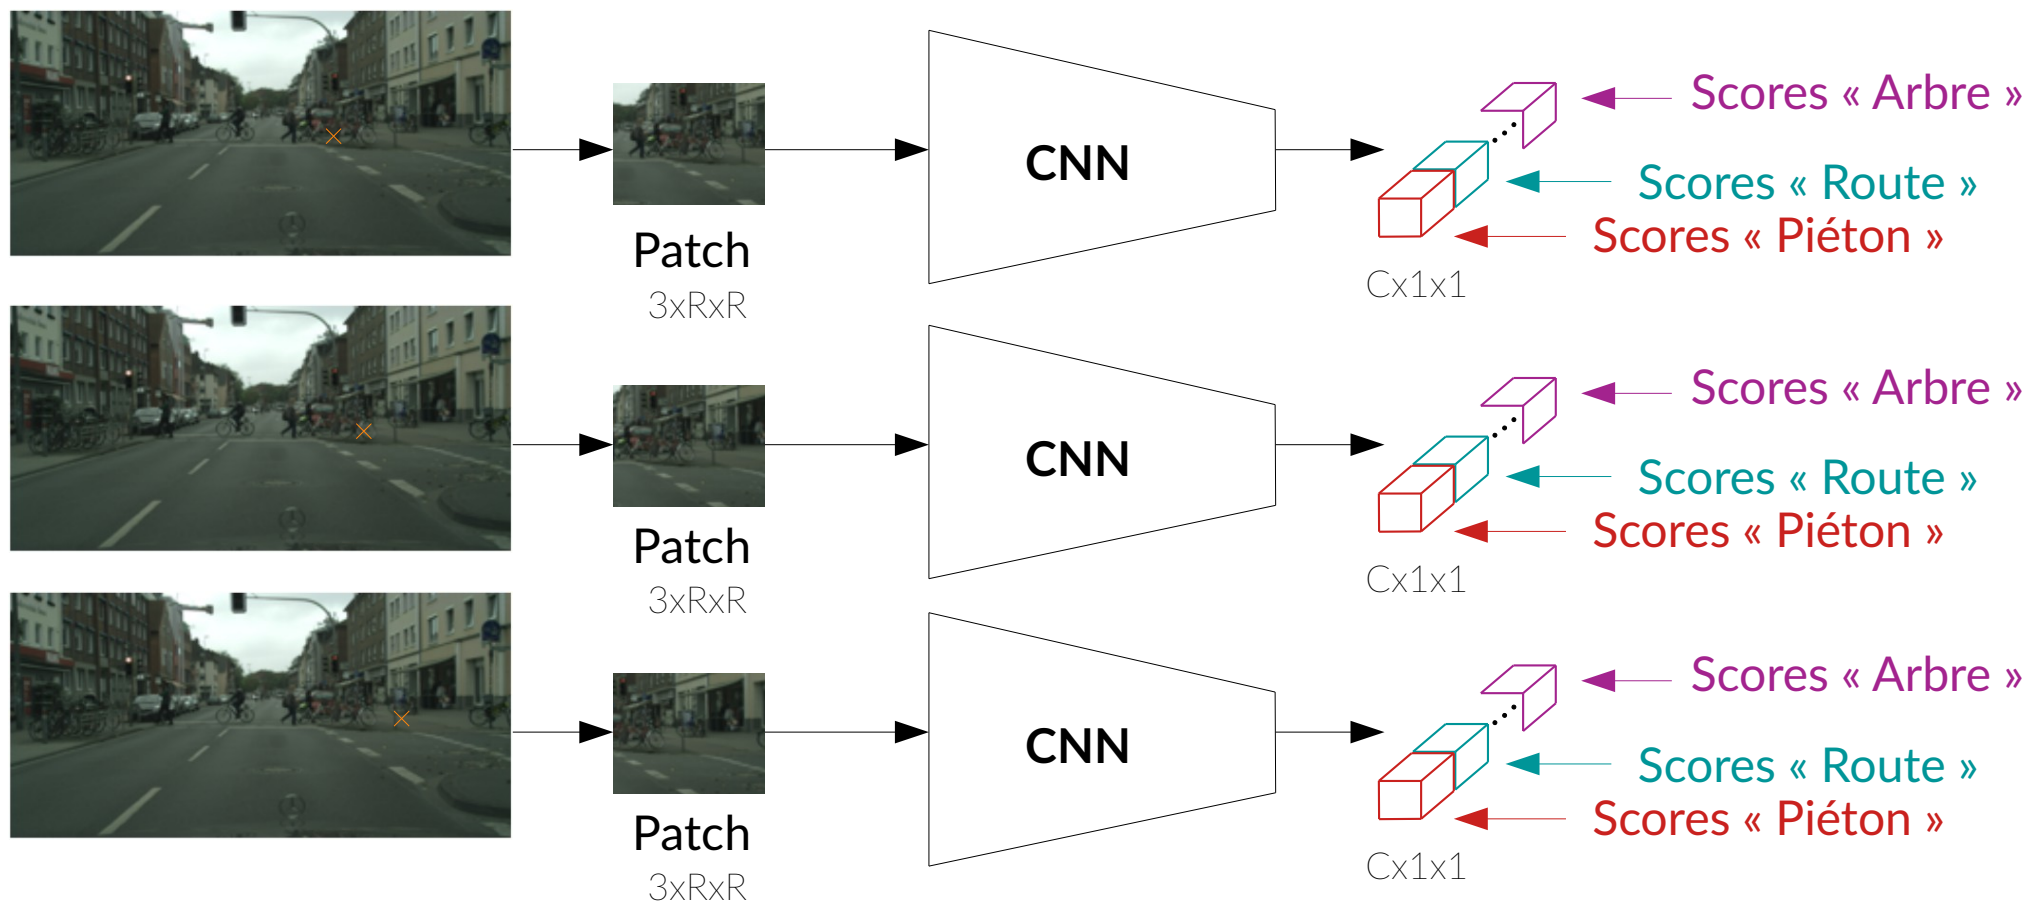 Scores « Arbre »
CNN
Scores « Route »
Scores « Piéton »
Patch
3xRxR
Cx1x1
Scores « Arbre »
CNN
Scores « Route »
Scores « Piéton »
Patch
3xRxR
Cx1x1
Scores « Arbre »
CNN
Scores « Route »
Scores « Piéton »
Patch
3xRxR
Cx1x1